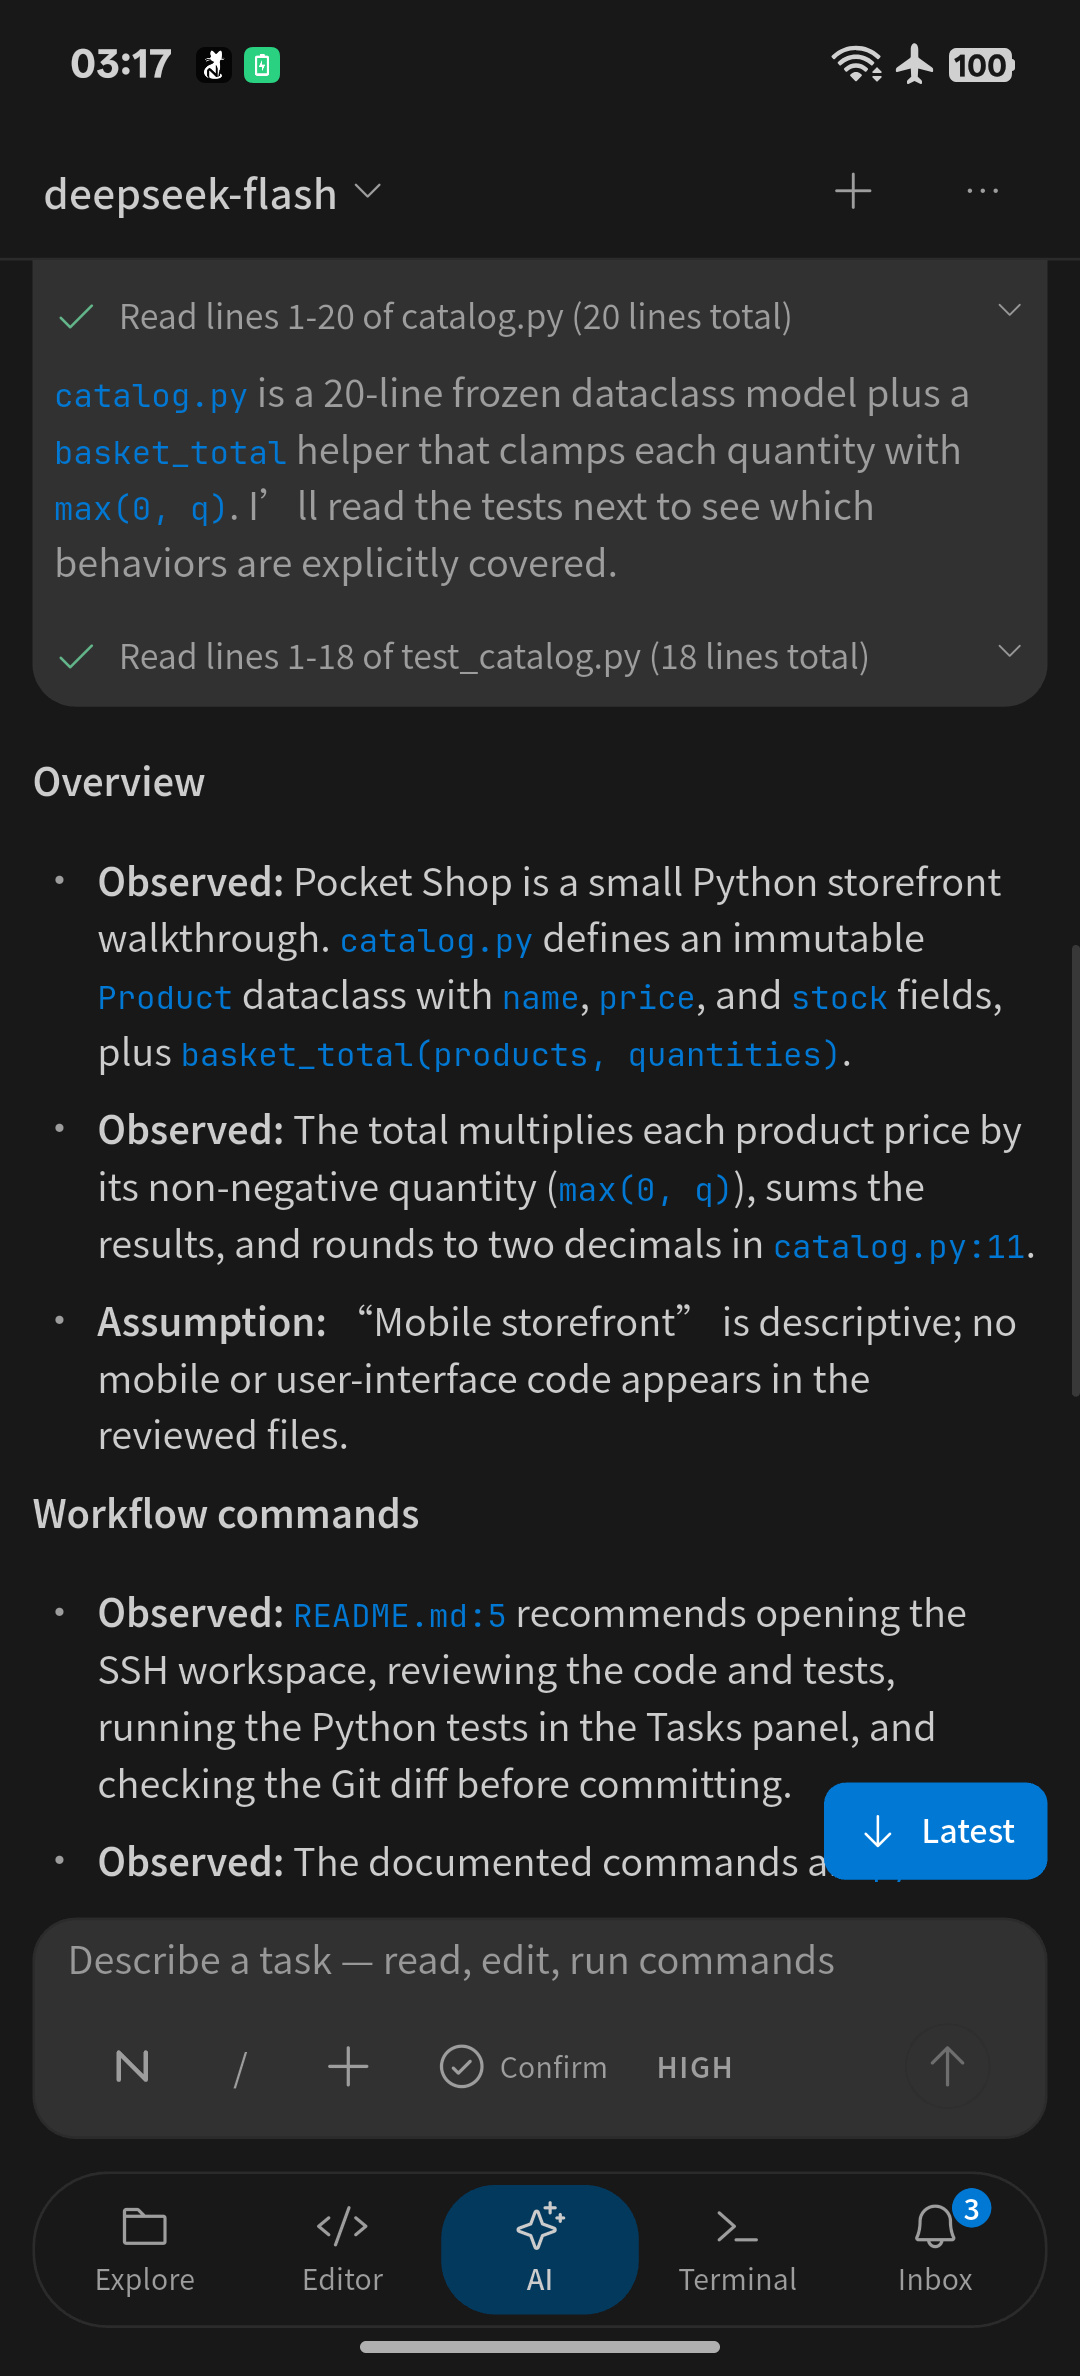 03:17
100
deepseek-flash
Read lines 1-20 of catalog.py (20 lines total)
catalog.py is a 20-line frozen dataclass model plus a
basket_total helper that clamps each quantity with
max(0, q). I’ll read the tests next to see which
behaviors are explicitly covered.
Read lines 1-18 of test_catalog.py (18 lines total)
Overview
• Observed: Pocket Shop is a small Python storefront
walkthrough. catalog.py defines an immutable
Product dataclass with name, price, and stock fields,
plus basket_total(products, quantities).
• Observed: The total multiplies each product price by
its non-negative quantity (max(0, q)), sums the
results, and rounds to two decimals in catalog.py:11.
• Assumption: “Mobile storefront” is descriptive; no
mobile or user-interface code appears in the
reviewed files.
Workflow commands
• Observed: README.md:5 recommends opening the
SSH workspace, reviewing the code and tests,
running the Python tests in the Tasks panel, and
checking the Git diff before committing.
• Observed: The documented commands
Latest
Describe a task — read, edit, run commands
N / + Confirm HIGH
3
Explore Editor AI Terminal Inbox